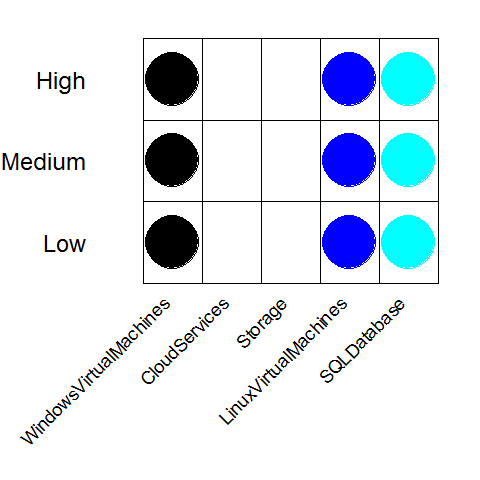 High
Medium
Low
WindowsVirtualMachines
CloudServices
Storage
LinuxVirtualMachines
SQLDatabase